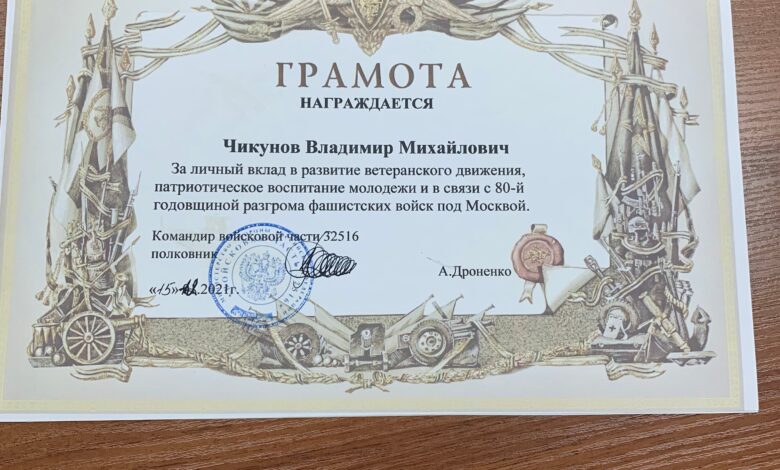 ГРАМОТА
НАГРАЖДАЕТСЯ
Чикунов Владимир Михайлович
За личный вклад в развитие ветеранского движения,
патриотическое воспитание молодежи и в связи с 80-й
годовщиной разгрома фашистских войск под Москвой.
Командир войсковой части 32516
полковник
А.Дроненко
«15» 2021г.